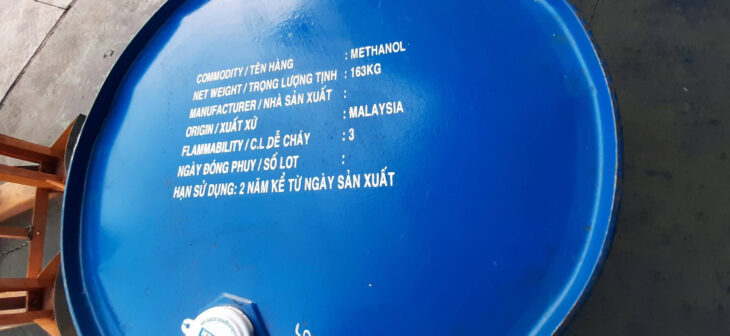 COMMODITY / TÊN HÀNG : METHANOL
NET WEIGHT / TRỌNG LƯỢNG TỊNH : 163KG
MANUFACTURER / NHÀ SẢN XUẤT :
ORIGIN / XUẤT XỨ : MALAYSIA
FLAMMABILITY / C.L DỄ CHÁY : 3
NGÀY ĐÓNG PHUY / SỐ LOT :
HẠN SỬ DỤNG: 2 NĂM KỂ TỪ NGÀY SẢN XUẤT